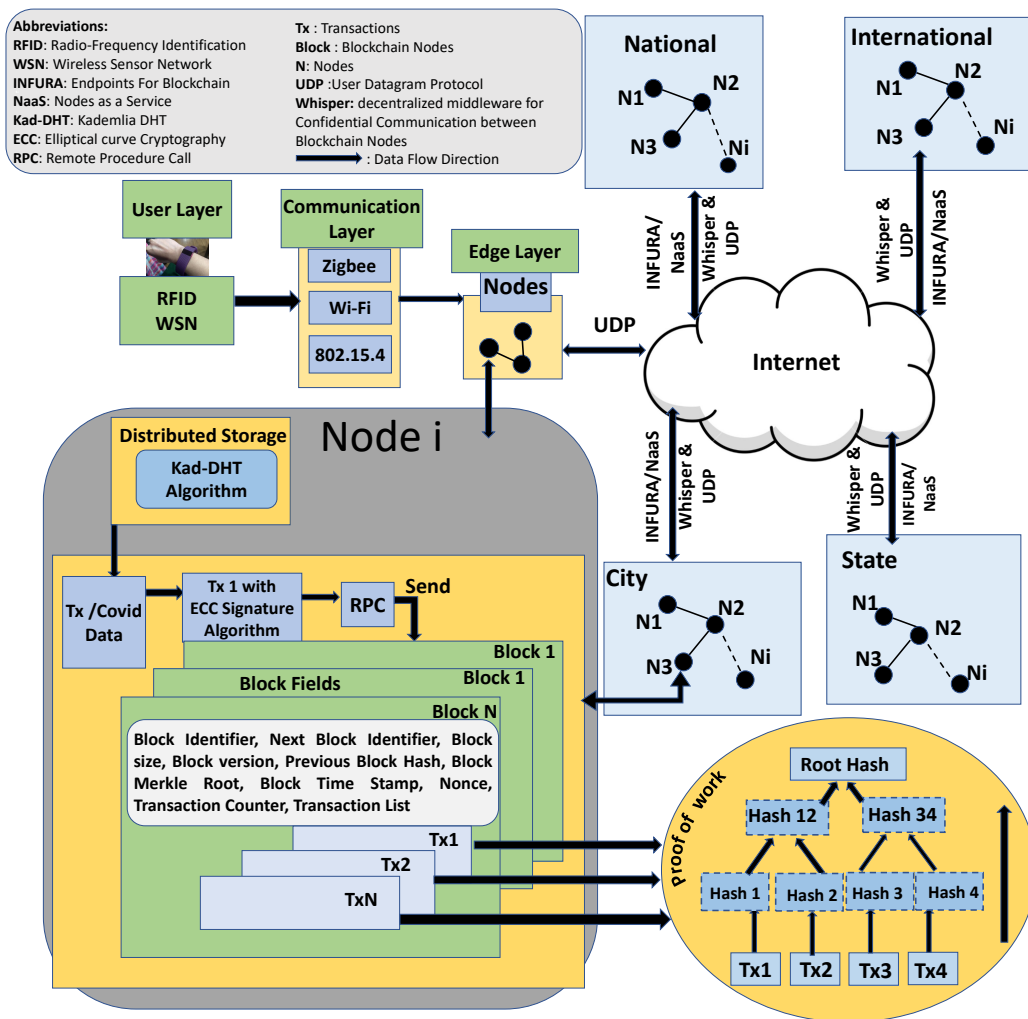 Abbreviations:
RFID: Radio-Frequency Identification
WSN: Wireless Sensor Network
INFURA: Endpoints For Blockchain
NaaS: Nodes as a Service
Kad-DHT: Kademlia DHT
ECC: Elliptical curve Cryptography
RPC: Remote Procedure Call
Tx : Transactions
Block : Blockchain Nodes
N: Nodes
UDP :User Datagram Protocol
Whisper: decentralized middleware for
Confidential Communication between
Blockchain Nodes
: Data Flow Direction
National
N1
N2
N3
Ni
International
N1
N2
N3
Ni
User Layer
RFID
WSN
Communication
Layer
Zigbee
Wi-Fi
802.15.4
Edge Layer
Nodes
UDP
INFURA/
NaaS
Whisper &
UDP
Whisper &
UDP
INFURA/NaaS
Internet
INFURA/NaaS
Whisper &
UDP
Whisper &
UDP
INFURA/
NaaS
Node i
Distributed Storage
Kad-DHT
Algorithm
Tx /Covid
Data
Tx 1 with
ECC Signature
Algorithm
RPC
Send
Block 1
Block 1
Block Fields
Block N
Block Identifier, Next Block Identifier, Block
size, Block version, Previous Block Hash, Block
Merkle Root, Block Time Stamp, Nonce,
Transaction Counter, Transaction List
Tx1
Tx2
TxN
City
N1
N2
N3
Ni
State
N1
N2
N3
Ni
Proof of work
Root Hash
Hash 12
Hash 34
Hash 1
Hash 2
Hash 3
Hash 4
Tx1
Tx2
Tx3
Tx4